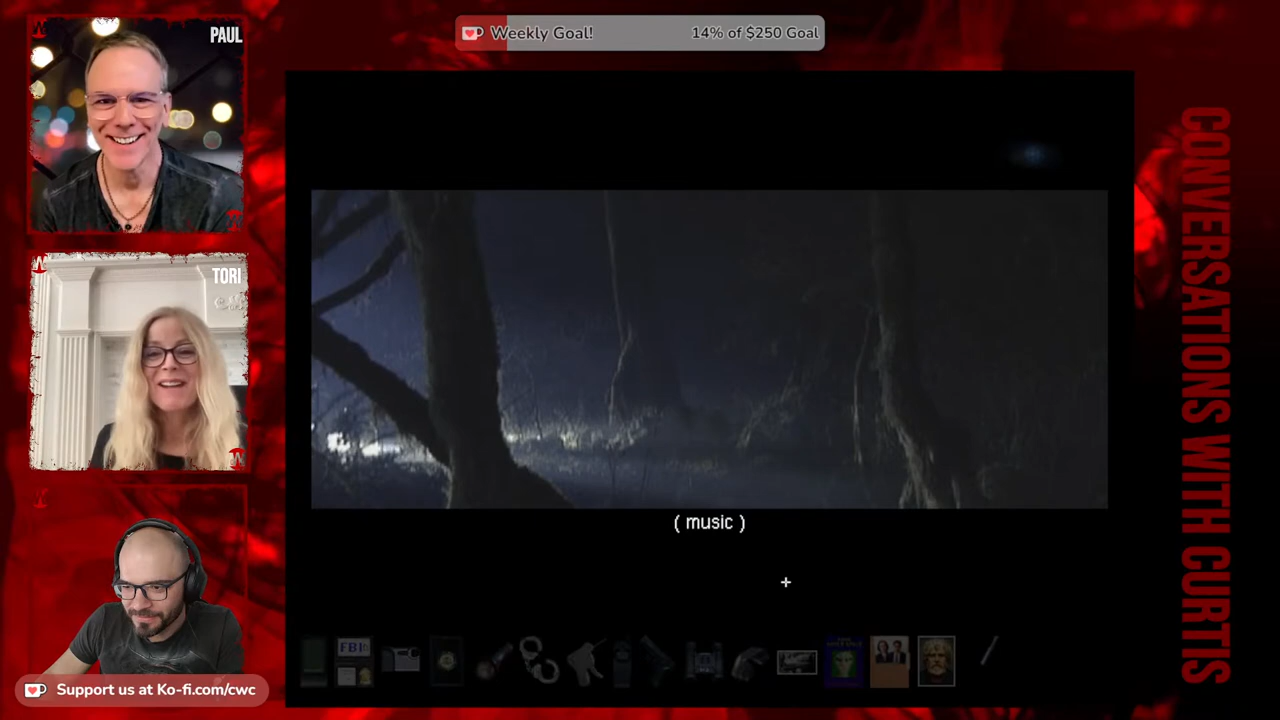 PAUL
Weekly Goal!
14% of $250 Goal
TORI
CONVERSATIONS WITH CURTIS
( music )
FBI
Support us at Ko-fi.com/cwc